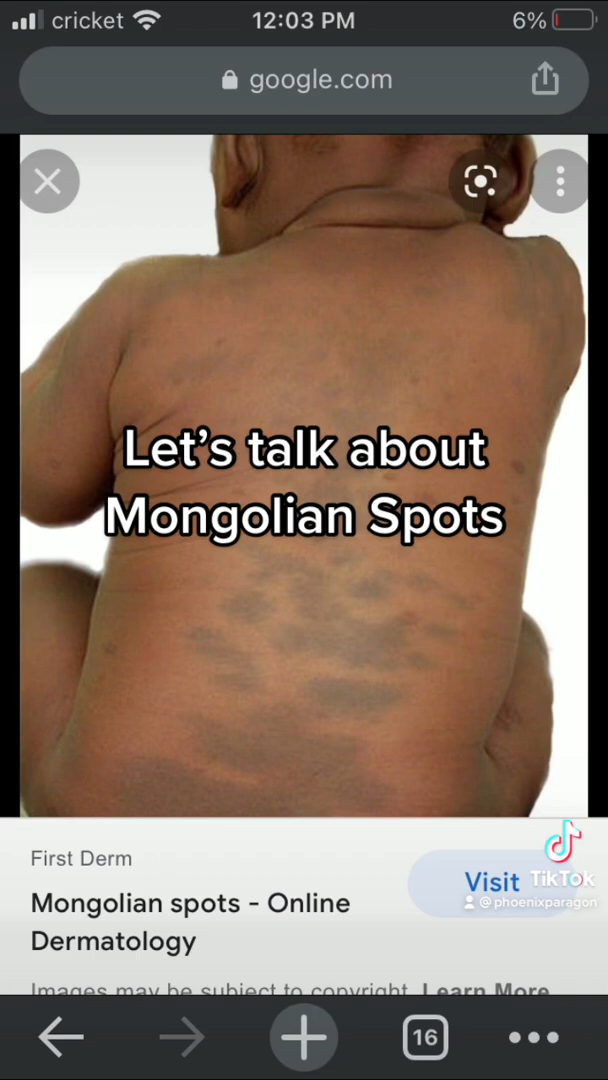 cricket 12:03 PM 6%
google.com
Let's talk about
Mongolian Spots
First Derm
Mongolian spots - Online
Dermatology
Visit
TikTok
@phoenixparagon
Images may be subject to copyright. Learn More
16